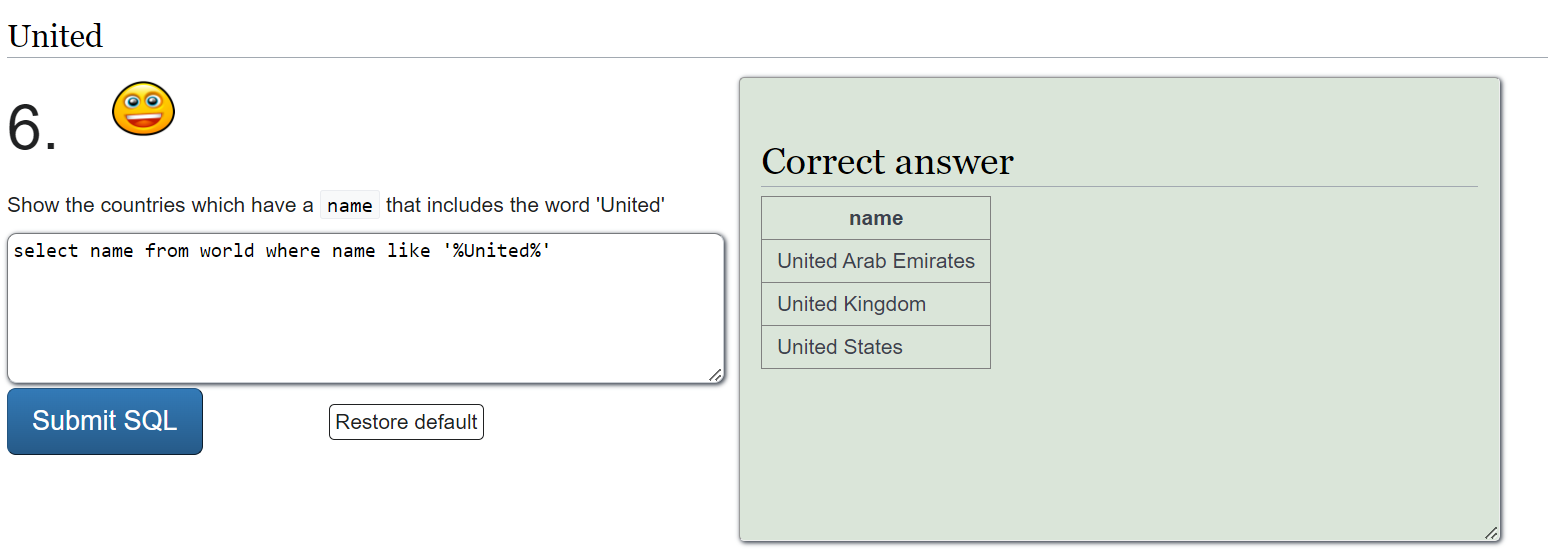 United
6.
Show the countries which have a name that includes the word 'United'
select name from world where name like '%United%'
Submit SQL
Restore default
Correct answer
name
United Arab Emirates
United Kingdom
United States